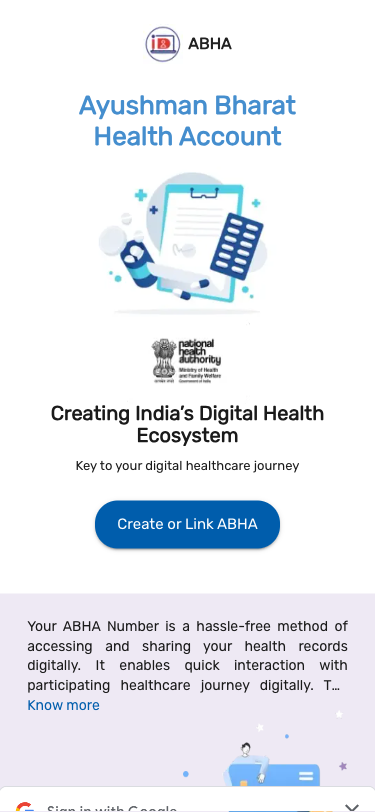 ABHA
Ayushman Bharat
Health Account
national
health
authority
Ministry of Health
and Family Welfare
Government of India
Creating India's Digital Health
Ecosystem
Key to your digital healthcare journey
Create or Link ABHA
Your ABHA Number is a hassle-free method of
accessing and sharing your health records
digitally. It enables quick interaction with
participating healthcare journey digitally. T...
Know more
Sign in with Google